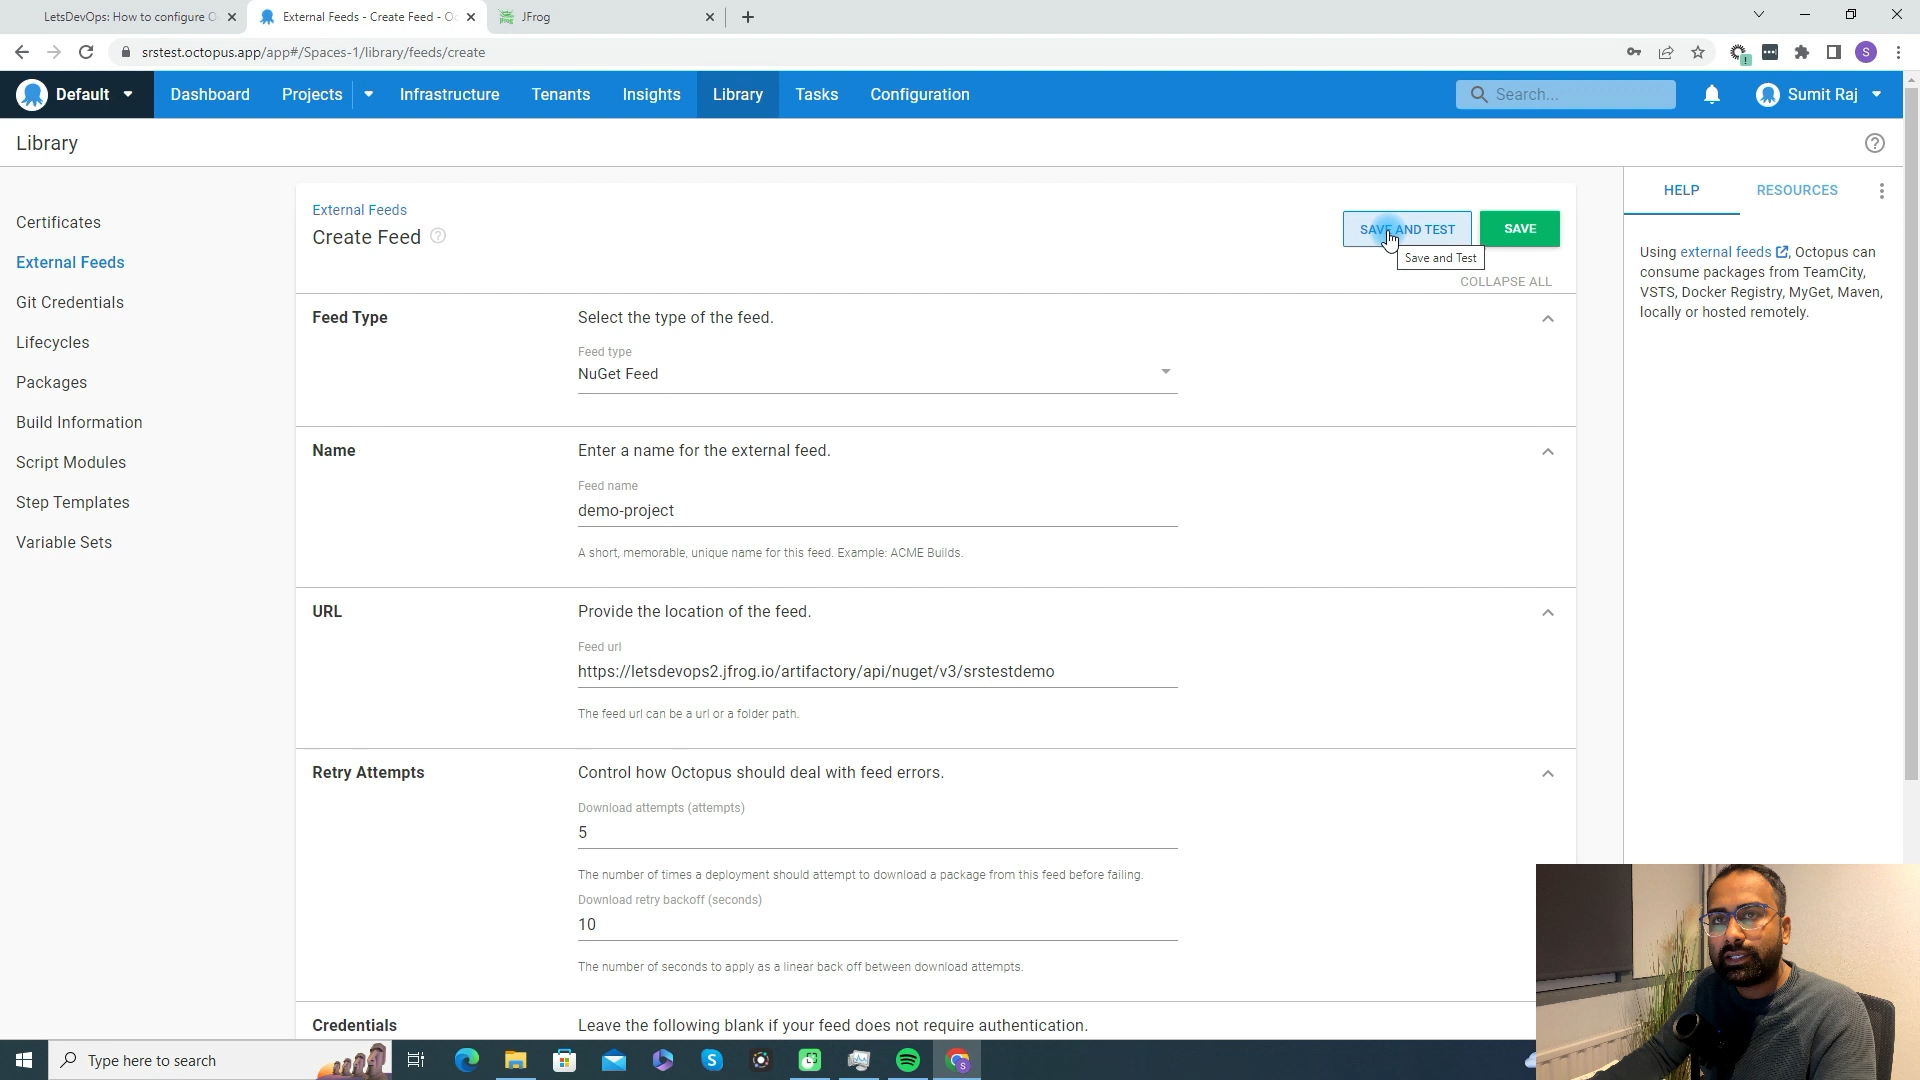 LetsDevOps: How to configure O
External Feeds - Create Feed - Oc
JFrog
srstest.octopus.app/app#/Spaces-1/library/feeds/create
Default
Dashboard
Projects
Infrastructure
Tenants
Insights
Library
Tasks
Configuration
Search...
Sumit Raj
Library
Certificates
External Feeds
Git Credentials
Lifecycles
Packages
Build Information
Script Modules
Step Templates
Variable Sets
External Feeds
Create Feed
SAVE AND TEST
SAVE
Save and Test
COLLAPSE ALL
Feed Type
Select the type of the feed.
Feed type
NuGet Feed
Name
Enter a name for the external feed.
Feed name
demo-project
A short, memorable, unique name for this feed. Example: ACME Builds.
URL
Provide the location of the feed.
Feed url
https://letsdevops2.jfrog.io/artifactory/api/nuget/v3/srstestdemo
The feed url can be a url or a folder path.
Retry Attempts
Control how Octopus should deal with feed errors.
Download attempts (attempts)
5
The number of times a deployment should attempt to download a package from this feed before failing.
Download retry backoff (seconds)
10
The number of seconds to apply as a linear back off between download attempts.
Credentials
Leave the following blank if your feed does not require authentication.
HELP
RESOURCES
Using external feeds, Octopus can
consume packages from TeamCity,
VSTS, Docker Registry, MyGet, Maven,
locally or hosted remotely.
Type here to search